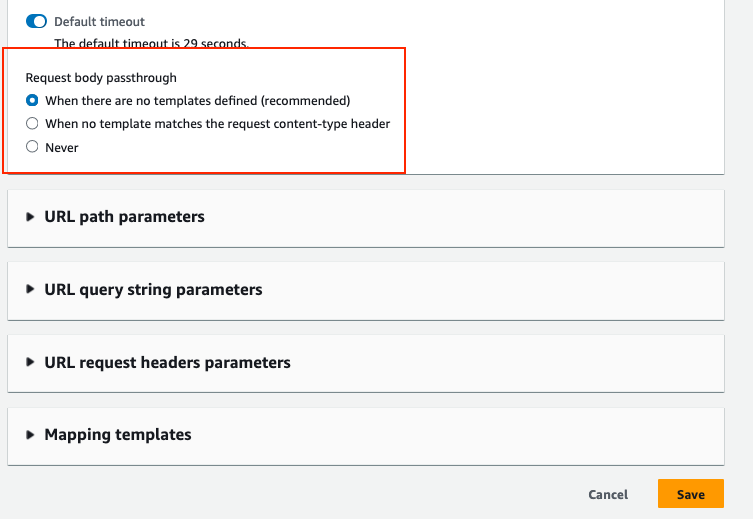 Default timeout
The default timeout is 29 seconds.
Request body passthrough
When there are no templates defined (recommended)
When no template matches the request content-type header
Never
URL path parameters
URL query string parameters
URL request headers parameters
Mapping templates
Cancel Save